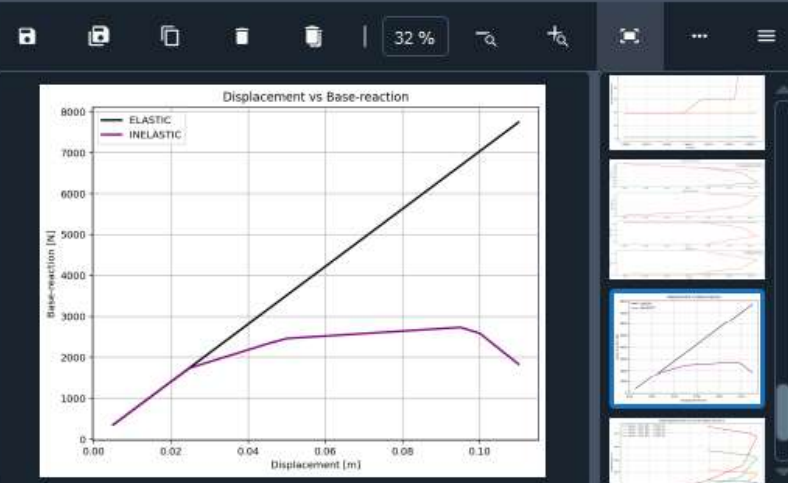 32 %
Displacement vs Base-reaction
ELASTIC
INELASTIC
8000
7000
6000
5000
4000
3000
2000
1000
0
Base-reaction [N]
0.00 0.02 0.04 0.06 0.08 0.10
Displacement [m]